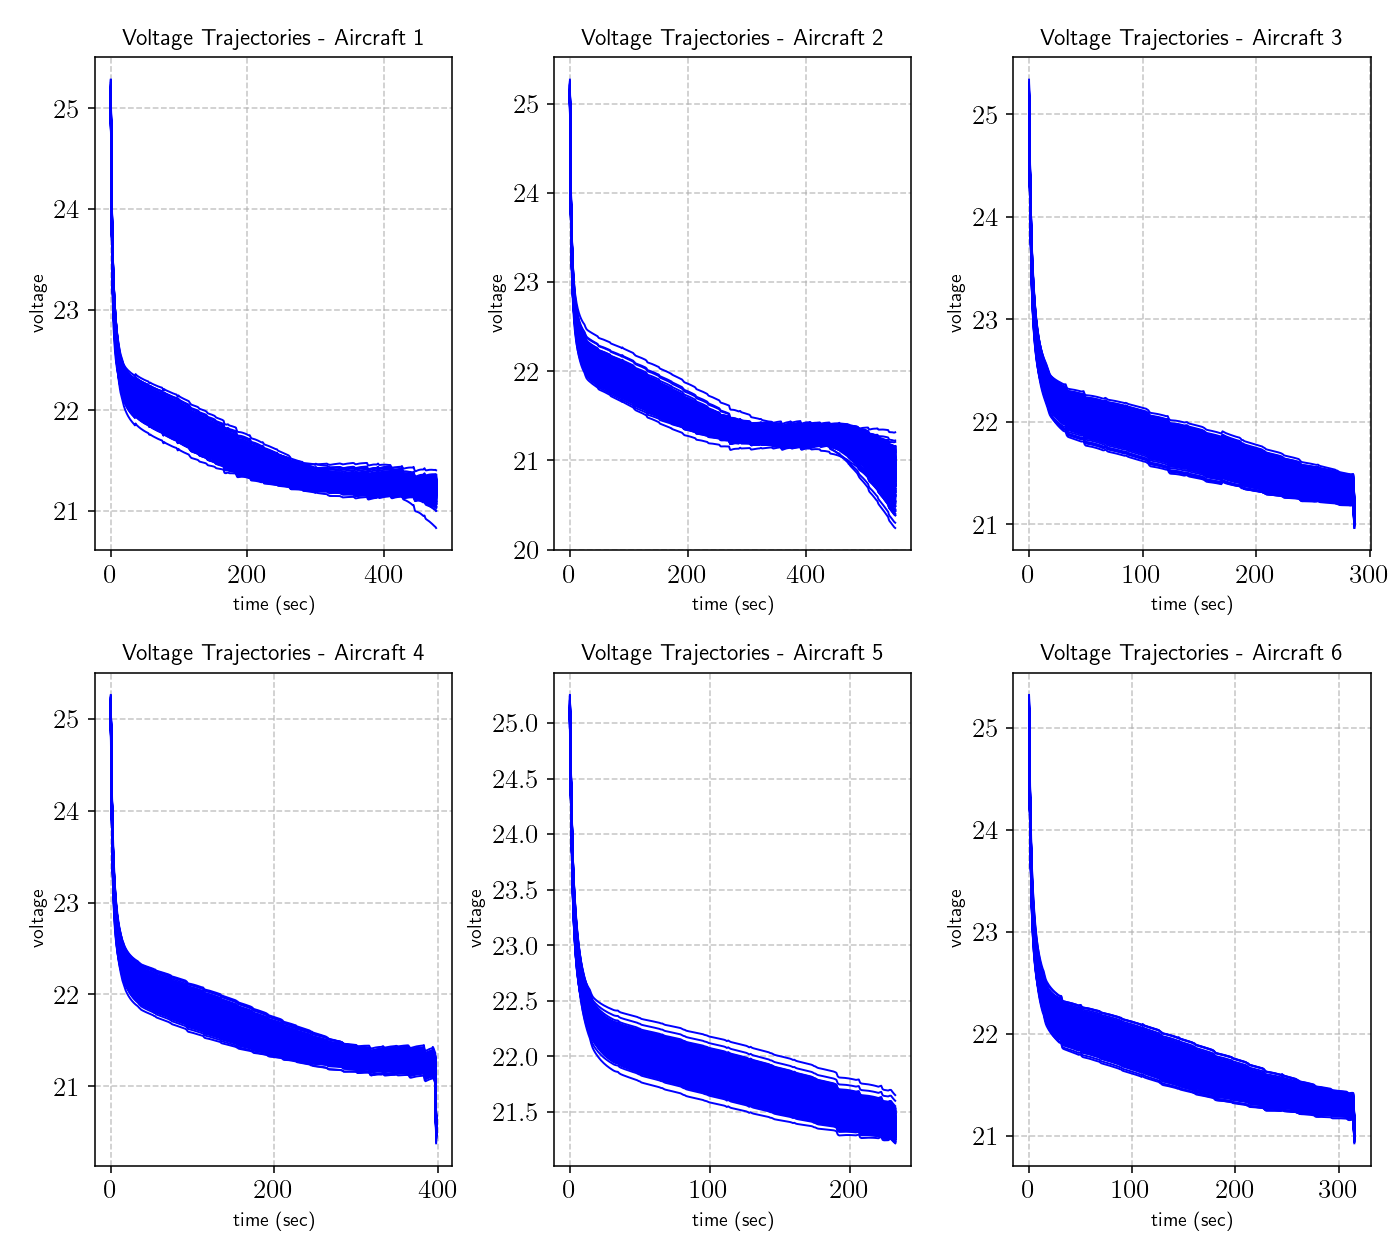 Voltage Trajectories - Aircraft 1
25
24
23
22
21
voltage
0 200 400
time (sec)
Voltage Trajectories - Aircraft 2
25
24
23
22
21
20
voltage
0 200 400
time (sec)
Voltage Trajectories - Aircraft 3
25
24
23
22
21
voltage
0 100 200 300
time (sec)
Voltage Trajectories - Aircraft 4
25
24
23
22
21
voltage
0 200 400
time (sec)
Voltage Trajectories - Aircraft 5
25.0
24.5
24.0
23.5
23.0
22.5
22.0
21.5
voltage
0 100 200
time (sec)
Voltage Trajectories - Aircraft 6
25
24
23
22
21
voltage
0 100 200 300
time (sec)